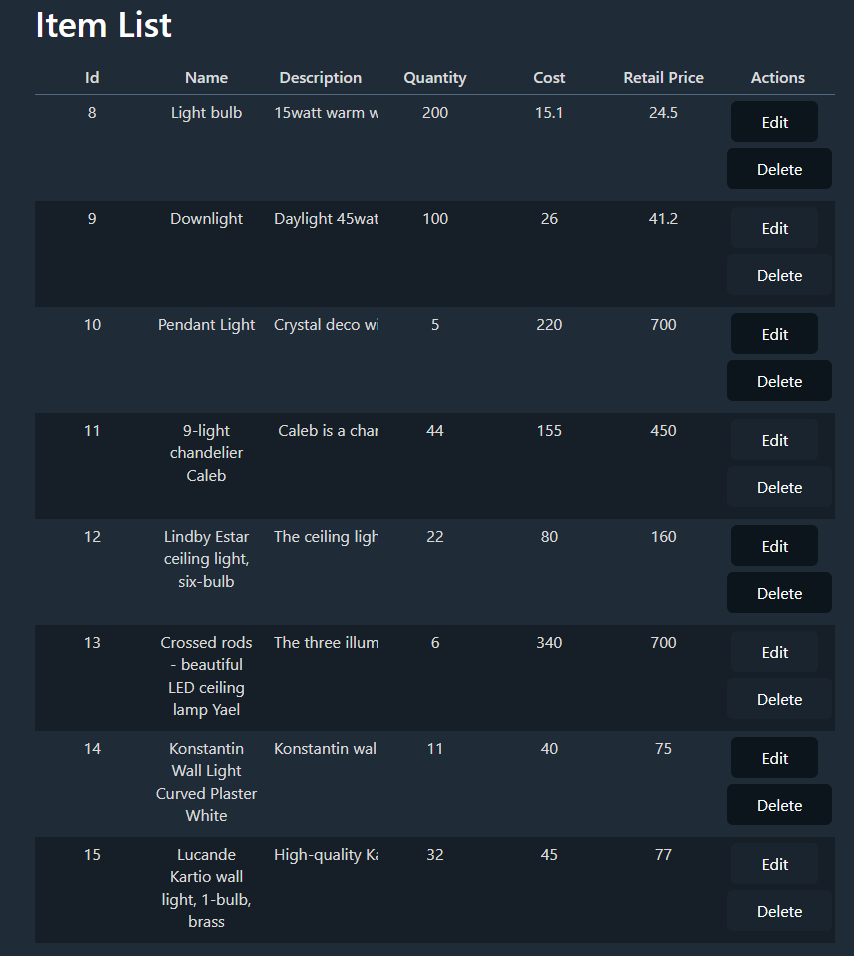 Item List
Id Name Description Quantity Cost Retail Price Actions
8 Light bulb 15watt warm w 200 15.1 24.5 Edit
Delete
9 Downlight Daylight 45wat 100 26 41.2 Edit
Delete
10 Pendant Light Crystal deco wi 5 220 700 Edit
Delete
11 9-light Caleb is a char 44 155 450 Edit
chandelier
Caleb
Delete
12 Lindby Estar The ceiling ligh 22 80 160 Edit
ceiling light,
six-bulb
Delete
13 Crossed rods The three illum 6 340 700 Edit
- beautiful
LED ceiling
Delete
lamp Yael
14 Konstantin Konstantin wal 11 40 75 Edit
Wall Light
Curved Plaster
Delete
White
15 Lucande High-quality Ka 32 45 77 Edit
Kartio wall
light, 1-bulb,
Delete
brass